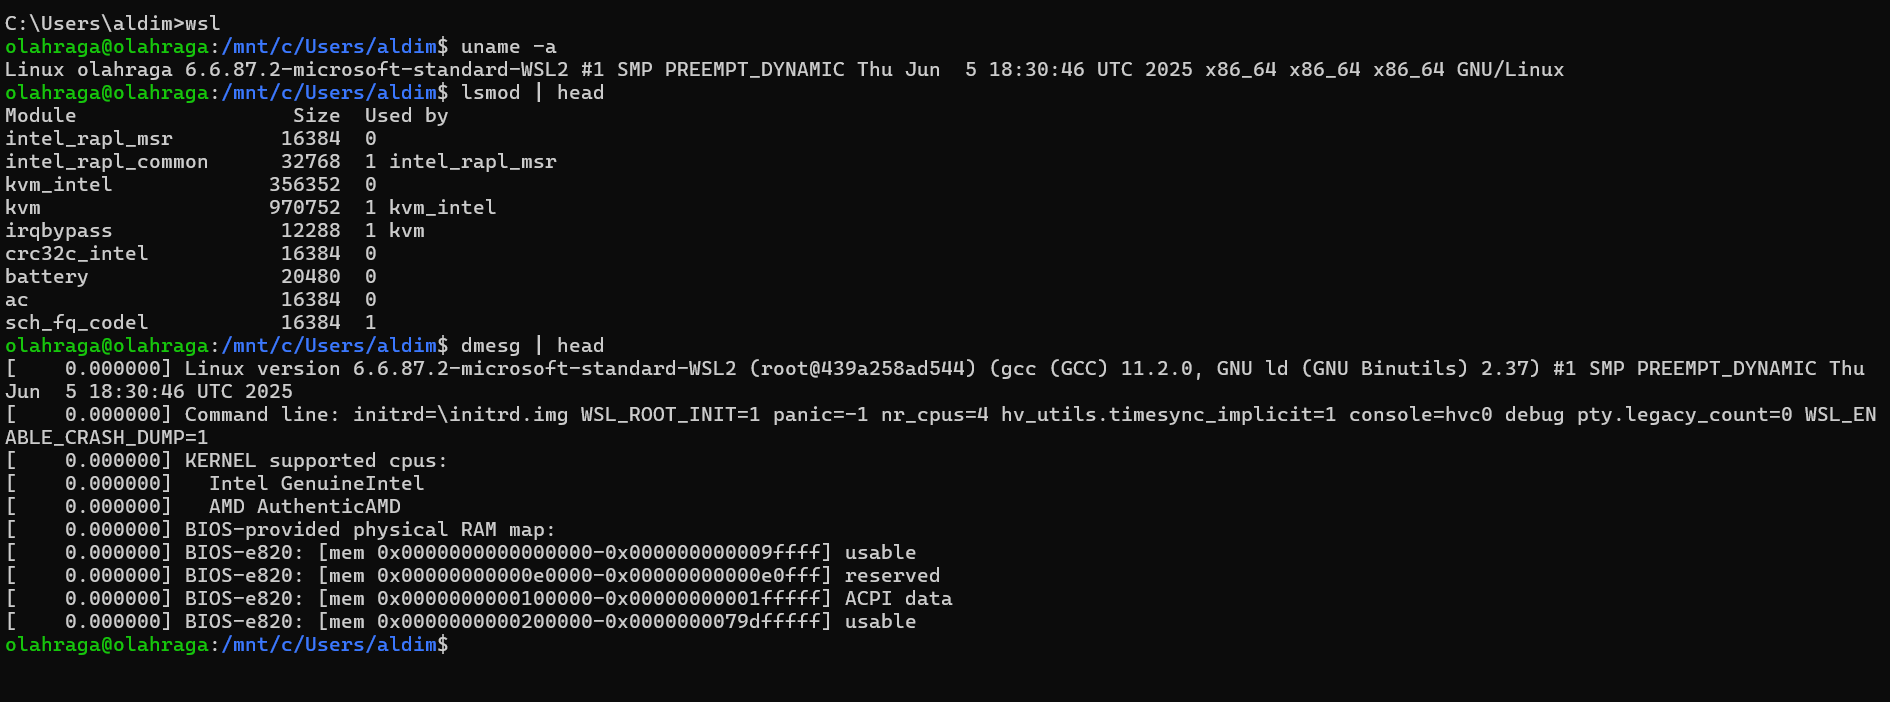 C:\Users\aldim>wsl
olahraga@olahraga:/mnt/c/Users/aldim$ uname -a
Linux olahraga 6.6.87.2-microsoft-standard-WSL2 #1 SMP PREEMPT_DYNAMIC Thu Jun  5 18:30:46 UTC 2025 x86_64 x86_64 x86_64 GNU/Linux
olahraga@olahraga:/mnt/c/Users/aldim$ lsmod | head
Module                  Size  Used by
intel_rapl_msr         16384  0
intel_rapl_common      32768  1 intel_rapl_msr
kvm_intel             356352  0
kvm                   970752  1 kvm_intel
irqbypass              12288  1 kvm
crc32c_intel           16384  0
battery                20480  0
ac                     16384  0
sch_fq_codel           16384  1
olahraga@olahraga:/mnt/c/Users/aldim$ dmesg | head
[    0.000000] Linux version 6.6.87.2-microsoft-standard-WSL2 (root@439a258ad544) (gcc (GCC) 11.2.0, GNU ld (GNU Binutils) 2.37) #1 SMP PREEMPT_DYNAMIC Thu
Jun  5 18:30:46 UTC 2025
[    0.000000] Command line: initrd=\initrd.img WSL_ROOT_INIT=1 panic=-1 nr_cpus=4 hv_utils.timesync_implicit=1 console=hvc0 debug pty.legacy_count=0 WSL_EN
ABLE_CRASH_DUMP=1
[    0.000000] KERNEL supported cpus:
[    0.000000]   Intel GenuineIntel
[    0.000000]   AMD AuthenticAMD
[    0.000000] BIOS-provided physical RAM map:
[    0.000000] BIOS-e820: [mem 0x0000000000000000-0x000000000009ffff] usable
[    0.000000] BIOS-e820: [mem 0x00000000000e0000-0x00000000000e0fff] reserved
[    0.000000] BIOS-e820: [mem 0x0000000000100000-0x00000000001fffff] ACPI data
[    0.000000] BIOS-e820: [mem 0x0000000000200000-0x0000000079dfffff] usable
olahraga@olahraga:/mnt/c/Users/aldim$